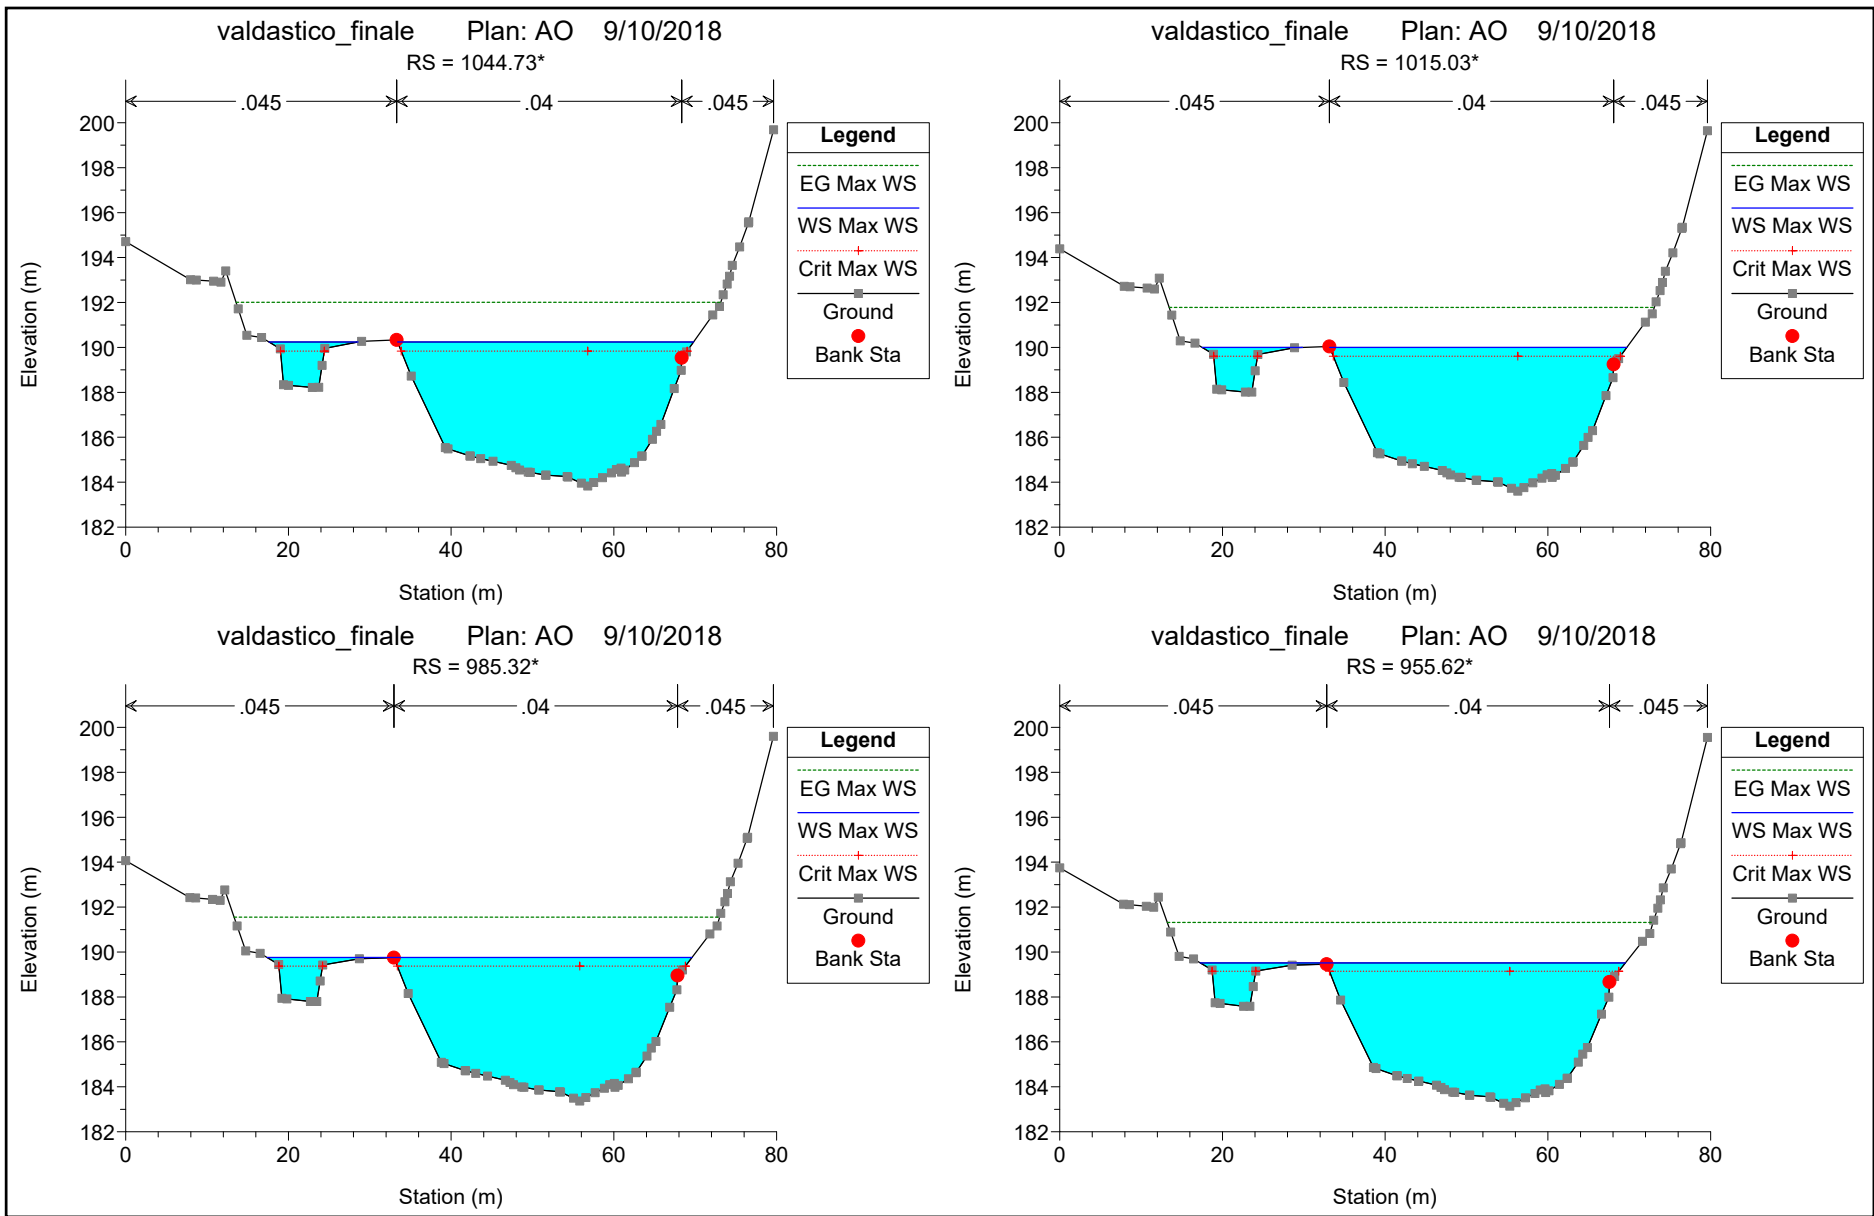 valdastico_finale Plan: AO 9/10/2018
RS = 1044.73*
.045 .04 .045
200
198
196
194
192
190
188
186
184
182
0 20 40 60 80
Station (m)
Elevation (m)
Legend
EG Max WS
WS Max WS
Crit Max WS
Ground
Bank Sta
valdastico_finale Plan: AO 9/10/2018
RS = 1015.03*
.045 .04 .045
200
198
196
194
192
190
188
186
184
182
0 20 40 60 80
Station (m)
Elevation (m)
Legend
EG Max WS
WS Max WS
Crit Max WS
Ground
Bank Sta
valdastico_finale Plan: AO 9/10/2018
RS = 985.32*
.045 .04 .045
200
198
196
194
192
190
188
186
184
182
0 20 40 60 80
Station (m)
Elevation (m)
Legend
EG Max WS
WS Max WS
Crit Max WS
Ground
Bank Sta
valdastico_finale Plan: AO 9/10/2018
RS = 955.62*
.045 .04 .045
200
198
196
194
192
190
188
186
184
182
0 20 40 60 80
Station (m)
Elevation (m)
Legend
EG Max WS
WS Max WS
Crit Max WS
Ground
Bank Sta